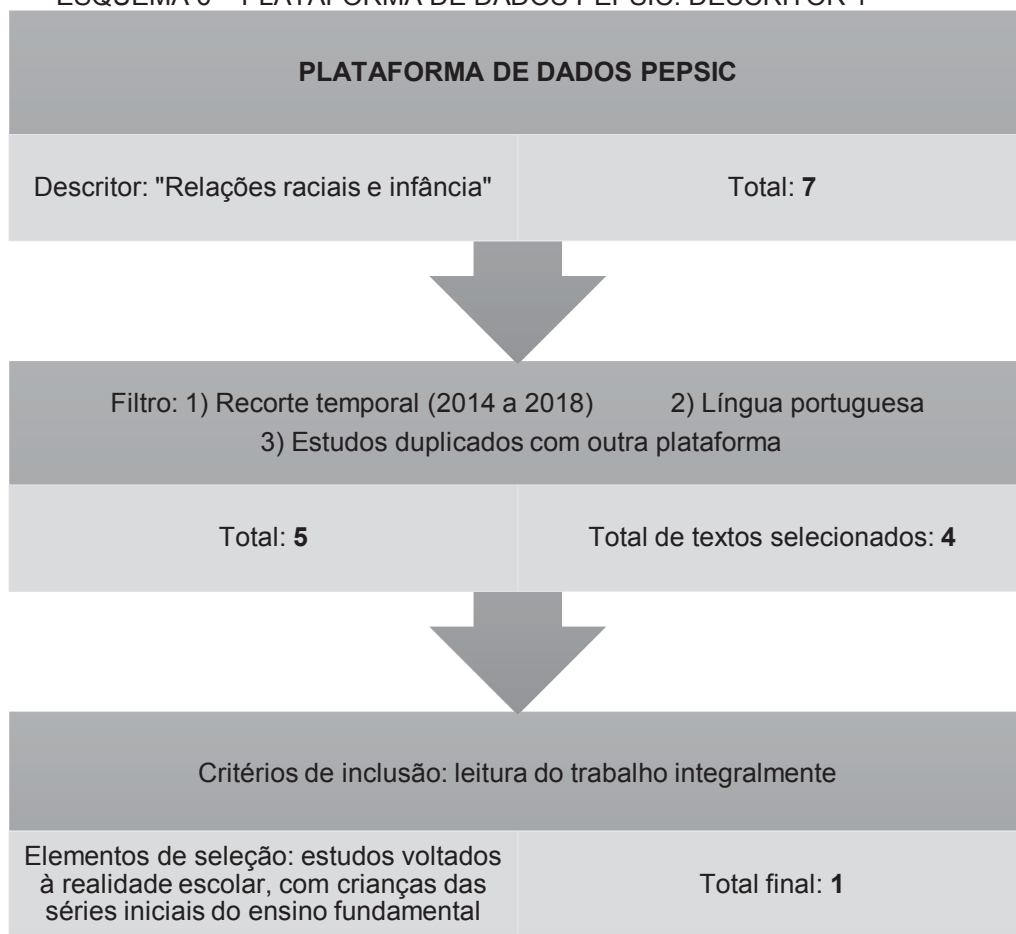 PLATAFORMA DE DADOS PEPSIC
Descritor: "Relações raciais e infância"
Total: 7
Filtro: 1) Recorte temporal (2014 a 2018) 2) Língua portuguesa
3) Estudos duplicados com outra plataforma
Total: 5
Total de textos selecionados: 4
Critérios de inclusão: leitura do trabalho integralmente
Elementos de seleção: estudos voltados
à realidade escolar, com crianças das
séries iniciais do ensino fundamental
Total final: 1